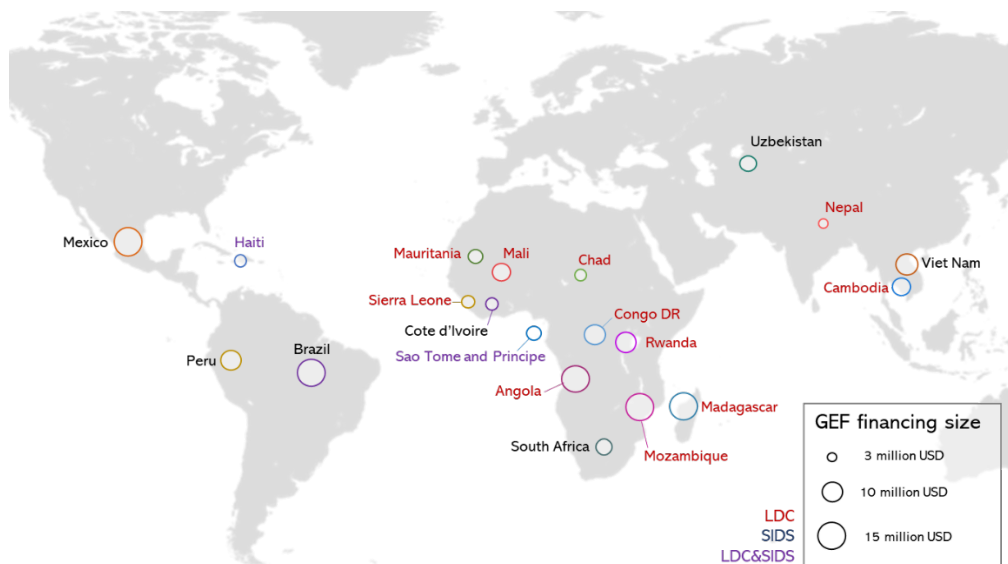 Uzbekistan
Nepal
Mexico
Haiti
Mauritania
Mali
Chad
Viet Nam
Cambodia
Sierra Leone
Congo DR
Cote d'Ivoire
Rwanda
Sao Tome and Principe
Peru
Brazil
Angola
Madagascar
South Africa
Mozambique
GEF financing size
3 million USD
10 million USD
15 million USD
LDC
SIDS
LDC&SIDS